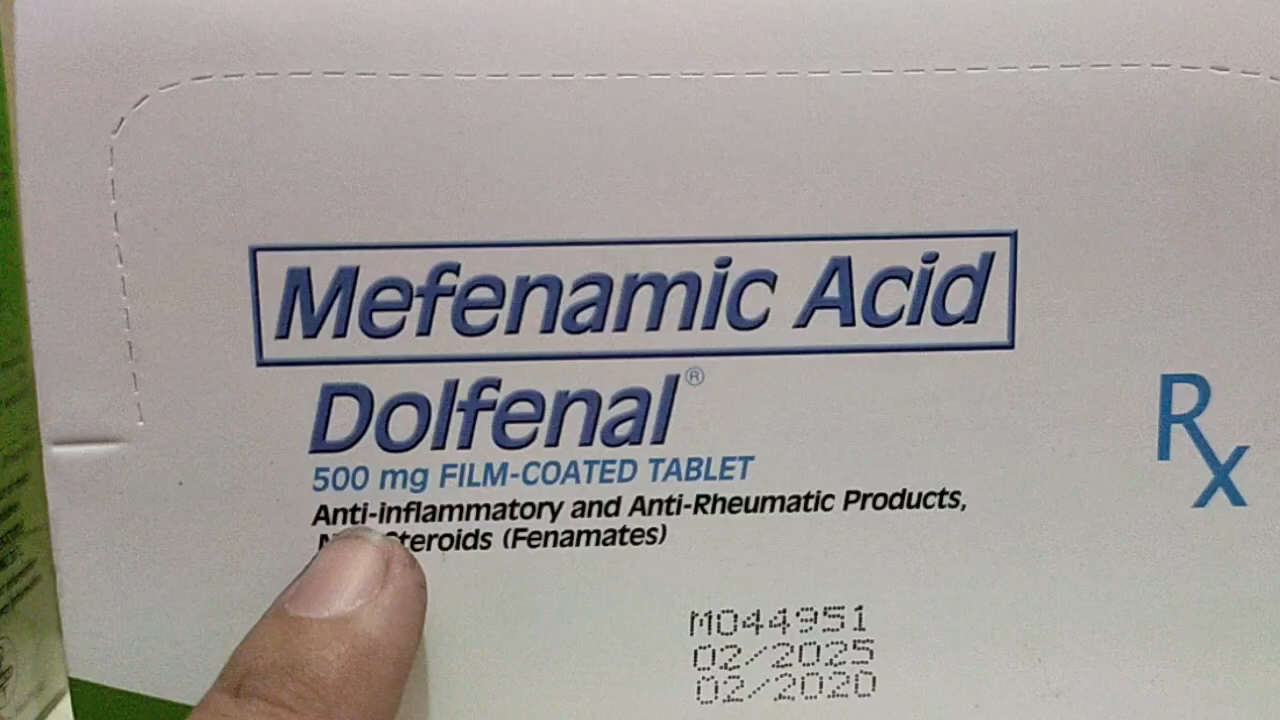 Mefenamic Acid
Dolfenal®
500 mg FILM-COATED TABLET
Anti-inflammatory and Anti-Rheumatic Products,
Steroids (Fenamates)
Rx
M044951
02/2025
02/2020